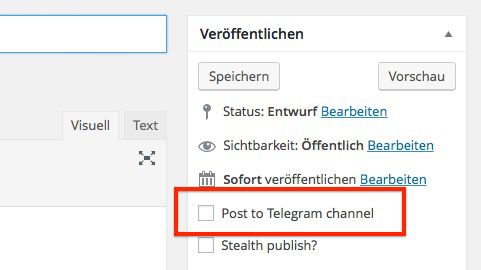 Veröffentlichen
Speichern
Vorschau
Status: Entwurf Bearbeiten
Visuell
Text
Sichtbarkeit: Öffentlich Bearbeiten
Sofort veröffentlichen Bearbeiten
Post to Telegram channel
Stealth publish?